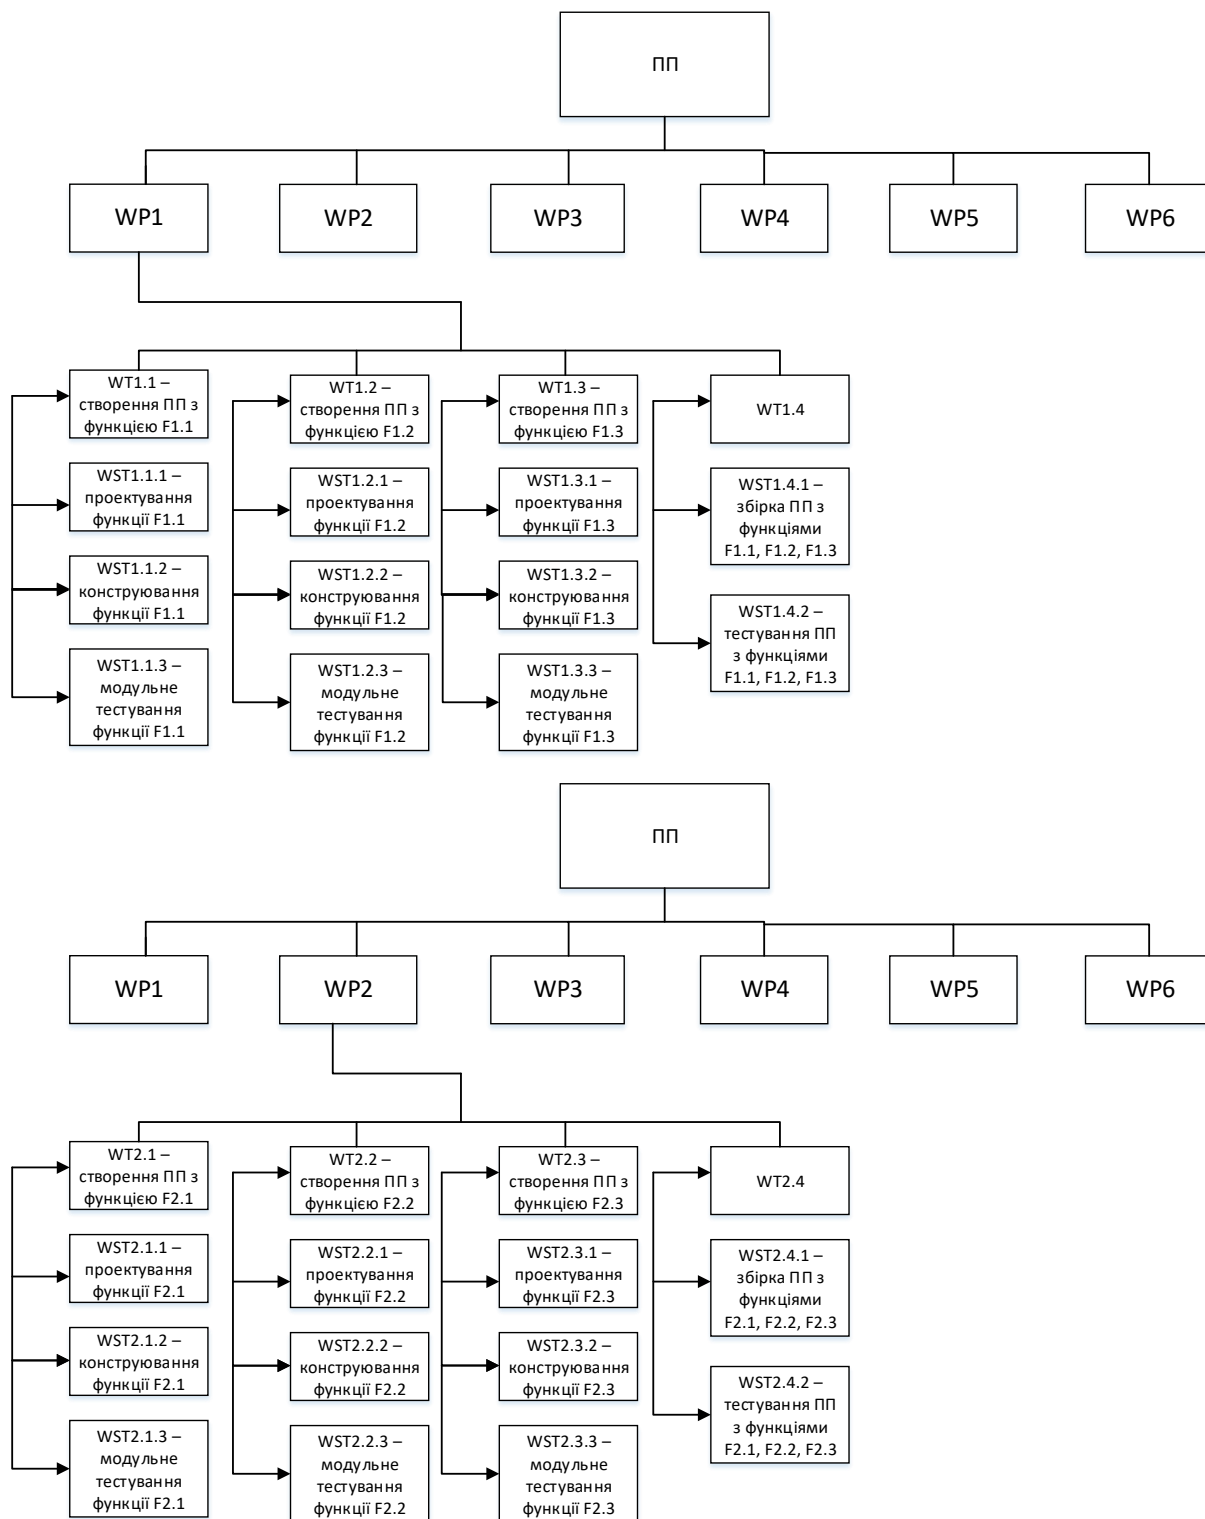 ПП
WP1
WP2
WP3
WP4
WP5
WP6
WT1.1 –
створення ПП з
функцією F1.1
WST1.1.1 –
проектування
функції F1.1
WST1.1.2 –
конструювання
функції F1.1
WST1.1.3 –
модульне
тестування
функції F1.1
WT1.2 –
створення ПП з
функцією F1.2
WST1.2.1 –
проектування
функції F1.2
WST1.2.2 –
конструювання
функції F1.2
WST1.2.3 –
модульне
тестування
функції F1.2
WT1.3 –
створення ПП з
функцією F1.3
WST1.3.1 –
проектування
функції F1.3
WST1.3.2 –
конструювання
функції F1.3
WST1.3.3 –
модульне
тестування
функції F1.3
WT1.4
WST1.4.1 –
збірка ПП з
функціями
F1.1, F1.2, F1.3
WST1.4.2 –
тестування ПП
з функціями
F1.1, F1.2, F1.3
ПП
WP1
WP2
WP3
WP4
WP5
WP6
WT2.1 –
створення ПП з
функцією F2.1
WST2.1.1 –
проектування
функції F2.1
WST2.1.2 –
конструювання
функції F2.1
WST2.1.3 –
модульне
тестування
функції F2.1
WT2.2 –
створення ПП з
функцією F2.2
WST2.2.1 –
проектування
функції F2.2
WST2.2.2 –
конструювання
функції F2.2
WST2.2.3 –
модульне
тестування
функції F2.2
WT2.3 –
створення ПП з
функцією F2.3
WST2.3.1 –
проектування
функції F2.3
WST2.3.2 –
конструювання
функції F2.3
WST2.3.3 –
модульне
тестування
функції F2.3
WT2.4
WST2.4.1 –
збірка ПП з
функціями
F2.1, F2.2, F2.3
WST2.4.2 –
тестування ПП
з функціями
F2.1, F2.2, F2.3